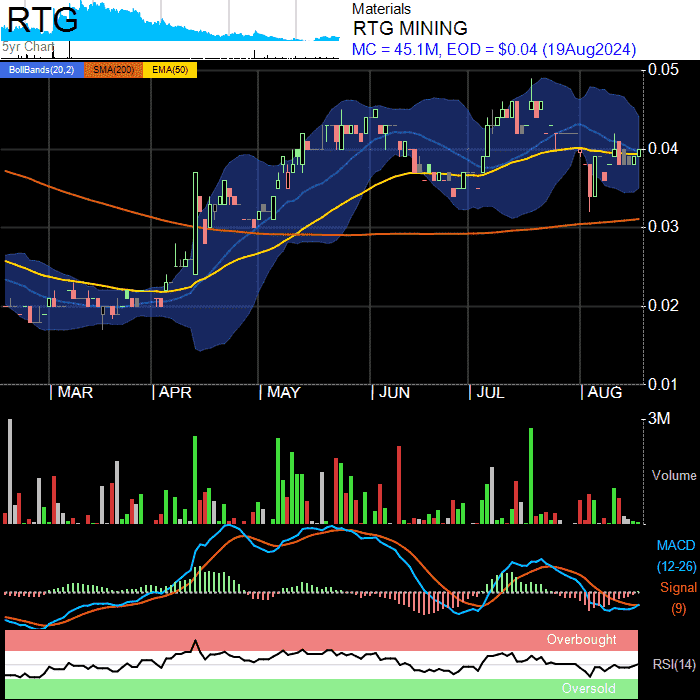 RTG
5yr Chart
Materials
RTG MINING
MC = 45.1M, EOD = $0.04 (19Aug2024)
BollBands(20,2) SMA(200) EMA(50)
0.05
0.04
0.03
0.02
0.01
MAR APR MAY JUN JUL AUG
3M
Volume
MACD
(12-26)
Signal
(9)
Overbought
RSI(14)
Oversold